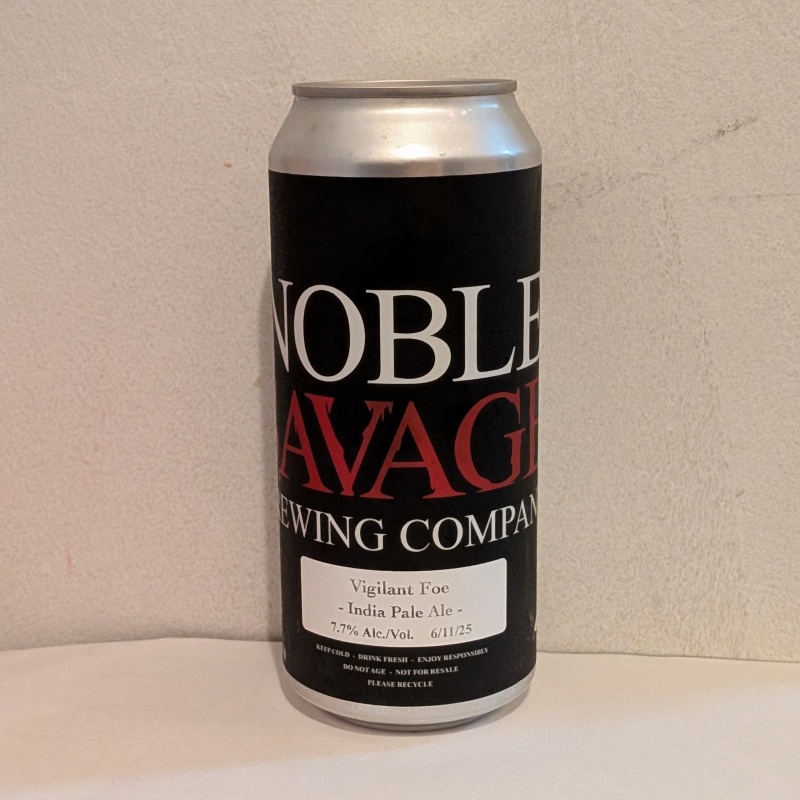 NOBLE
AVAGE
EWING COMPAN
Vigilant Foe
- India Pale Ale -
7.7% Alc./Vol. 6/11/25
KEEP COLD - DRINK FRESH - ENJOY RESPONSIBLY
DO NOT AGE - NOT FOR RESALE
PLEASE RECYCLE